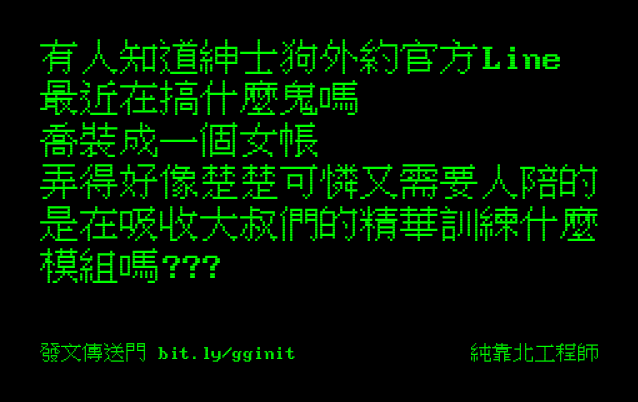 有人知道紳士狗外約官方Line
最近在搞什麼鬼嗎
喬裝成一個女帳
弄得好像楚楚可憐又需要人陪的
是在吸收大叔們的精華訓練什麼
模組嗎???
發文傳送門 bit.ly/gginit
純靠北工程師